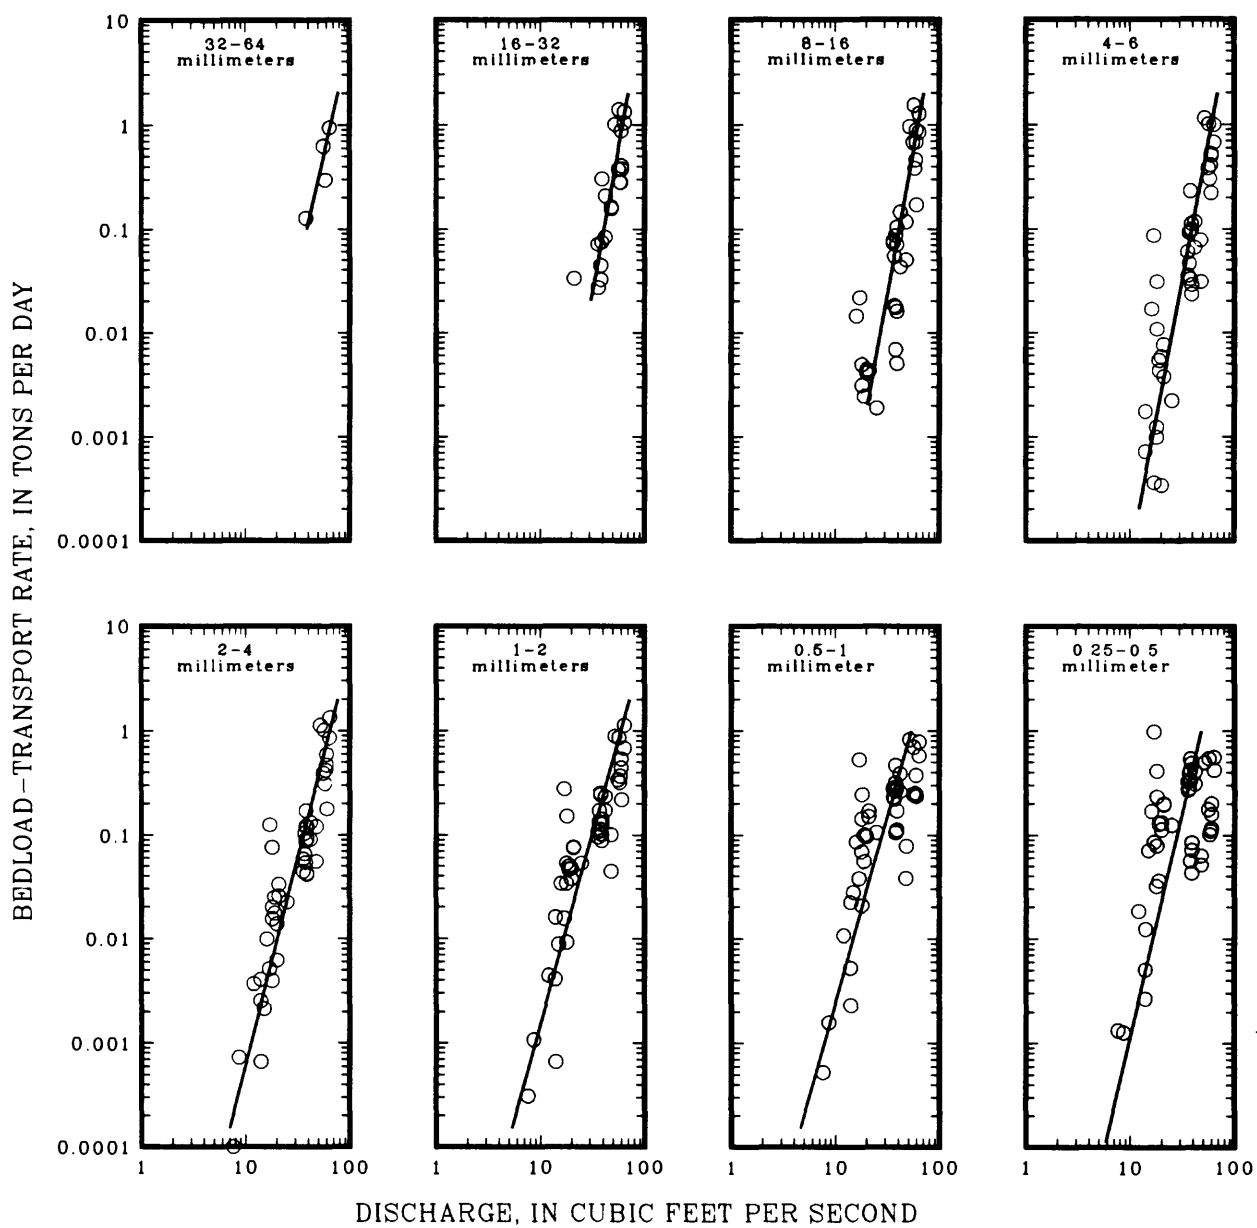 10
1
0.1
0.01
0.001
0.0001
32-64
millimeters
16-32
millimeters
8-16
millimeters
4-6
millimeters
BEDLOAD-TRANSPORT RATE, IN TONS PER DAY
10
1
0.1
0.01
0.001
0.0001
2-4
millimeters
1-2
millimeters
0.5-1
millimeter
0 25-0 5
millimeter
1 10 100
1 10 100
1 10 100
1 10 100
DISCHARGE, IN CUBIC FEET PER SECOND